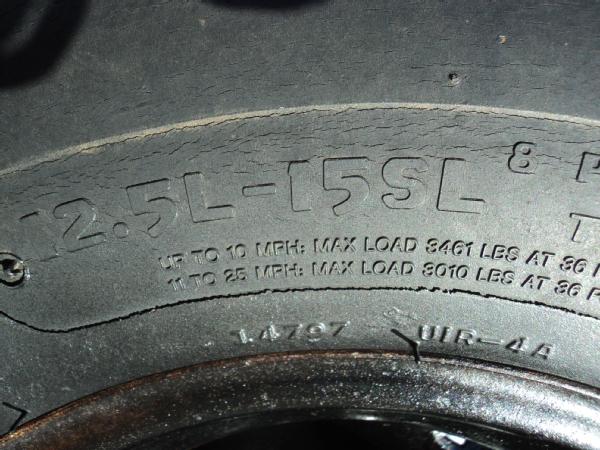 12.5L-15SL 8 P
UP TO 10 MPH: MAX LOAD 3461 LBS AT 36 P
11 TO 25 MPH: MAX LOAD 3010 LBS AT 36 P
14797 UIR-4A